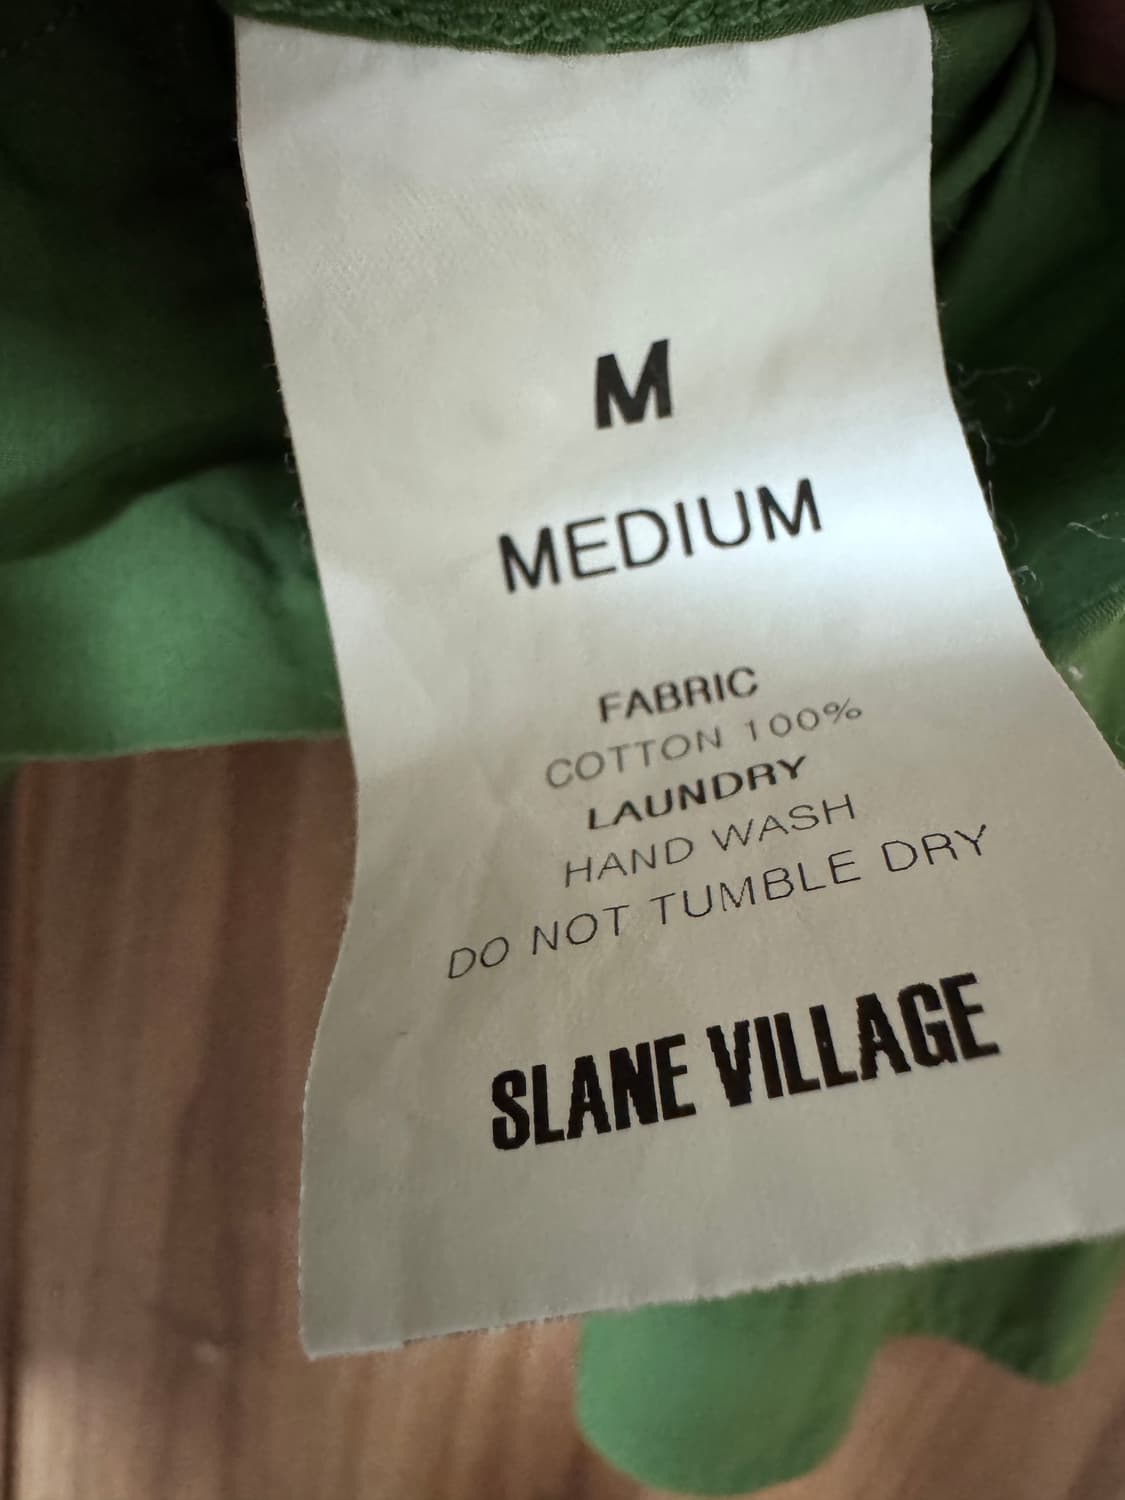 M
MEDIUM
FABRIC
COTTON 100%
LAUNDRY
HAND WASH
DO NOT TUMBLE DRY
SLANE VILLAGE